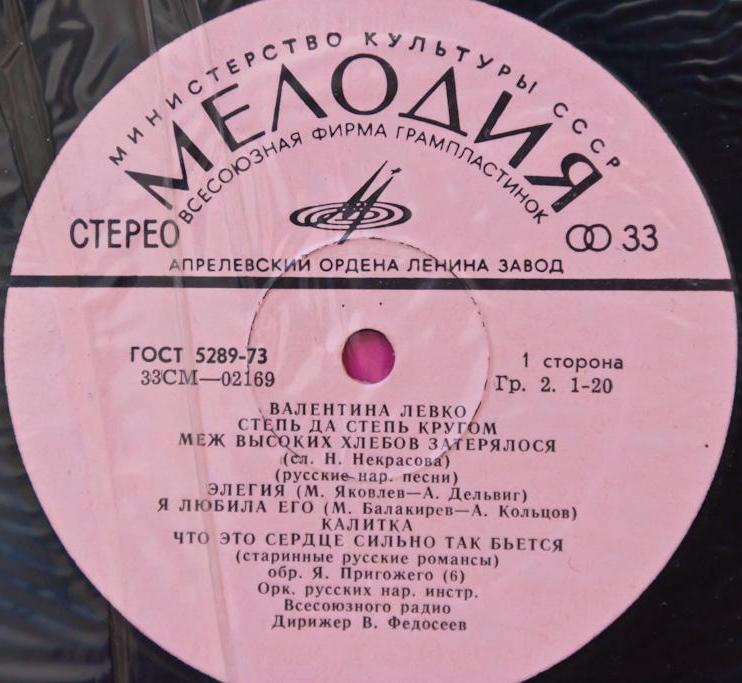 МИНИСТЕРСТВО КУЛЬТУРЫ СССР
МЕЛОДИЯ
ВСЕСОЮЗНАЯ ФИРМА ГРАМПЛАСТИНОК
СТЕРЕО
33
АПРЕЛЕВСКИЙ ОРДЕНА ЛЕНИНА ЗАВОД
ГОСТ 5289-73
33СМ—02169
1 сторона
Гр. 2. 1-20
ВАЛЕНТИНА ЛЕВКО
СТЕПЬ ДА СТЕПЬ КРУГОМ
МЕЖ ВЫСОКИХ ХЛЕБОВ ЗАТЕРЯЛОСЯ
(сл. Н. Некрасова)
(русские нар. песни)
ЭЛЕГИЯ (М. Яковлев—А. Дельвиг)
Я ЛЮБИЛА ЕГО (М. Балакирев—А. Кольцов)
КАЛИТКА
ЧТО ЭТО СЕРДЦЕ СИЛЬНО ТАК БЬЕТСЯ
(старинные русские романсы)
обр. Я. Пригожего (6)
Орк. русских нар. инстр.
Всесоюзного радио
Дирижер В. Федосеев